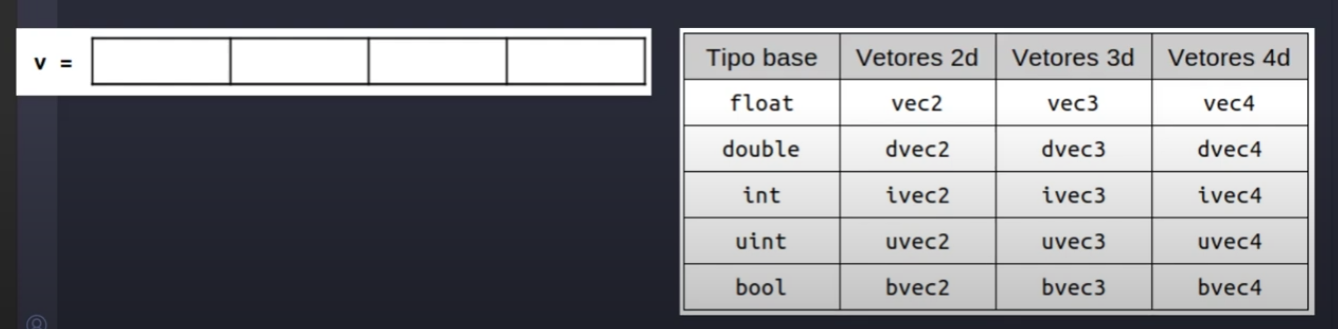 v =
Tipo base Vetores 2d Vetores 3d Vetores 4d
float vec2 vec3 vec4
double dvec2 dvec3 dvec4
int ivec2 ivec3 ivec4
uint uvec2 uvec3 uvec4
bool bvec2 bvec3 bvec4